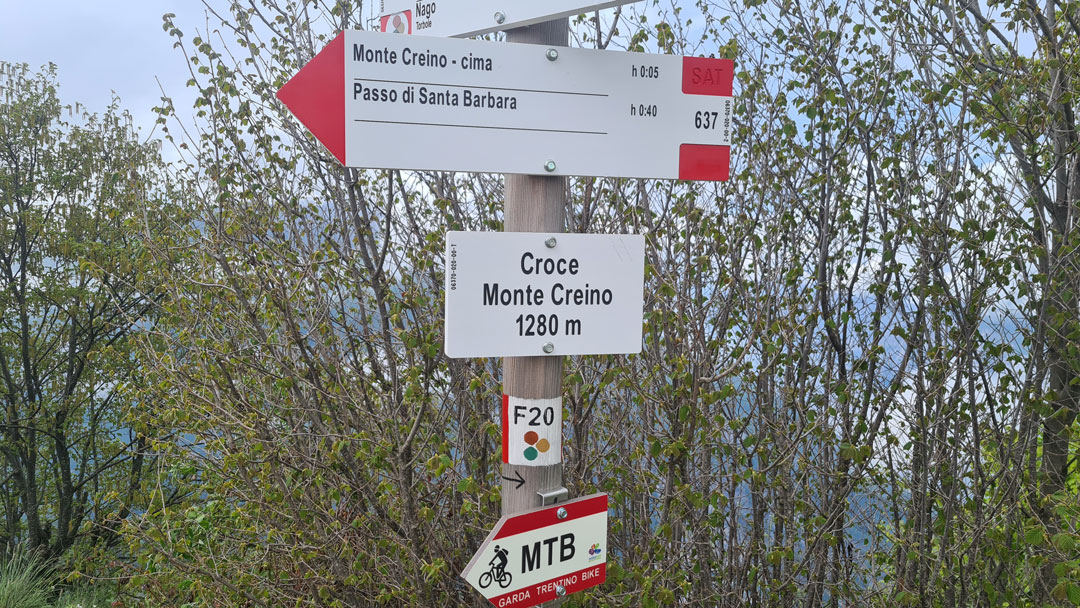 Nago
Torbole
Monte Creino - cima
h 0:05
SAT
Passo di Santa Barbara
h 0:40
637
Croce
Monte Creino
1280 m
F20
MTB
GARDA TRENTINO BIKE